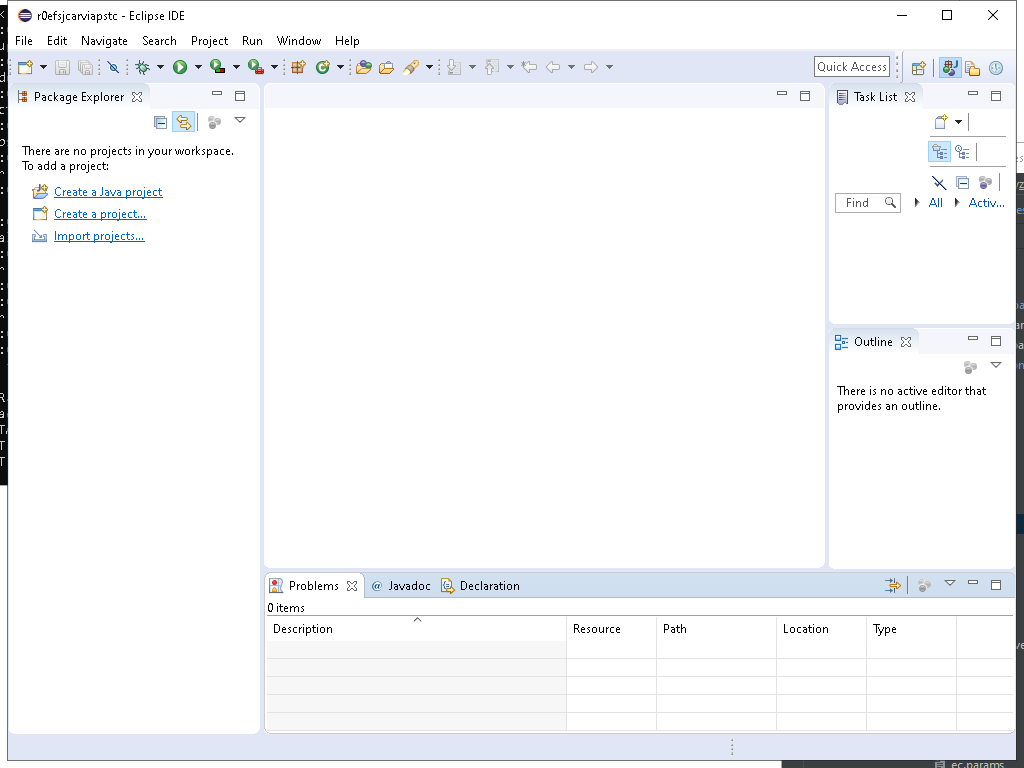 r0efsjcarviapstc - Eclipse IDE
File Edit Navigate Search Project Run Window Help
Quick Access
Package Explorer
Task List
There are no projects in your workspace.
To add a project:
Create a Java project
Create a project...
Import projects...
Find
All
Activ...
Outline
There is no active editor that
provides an outline.
Problems
@ Javadoc
Declaration
0 items
Description Resource Path Location Type
ec.params